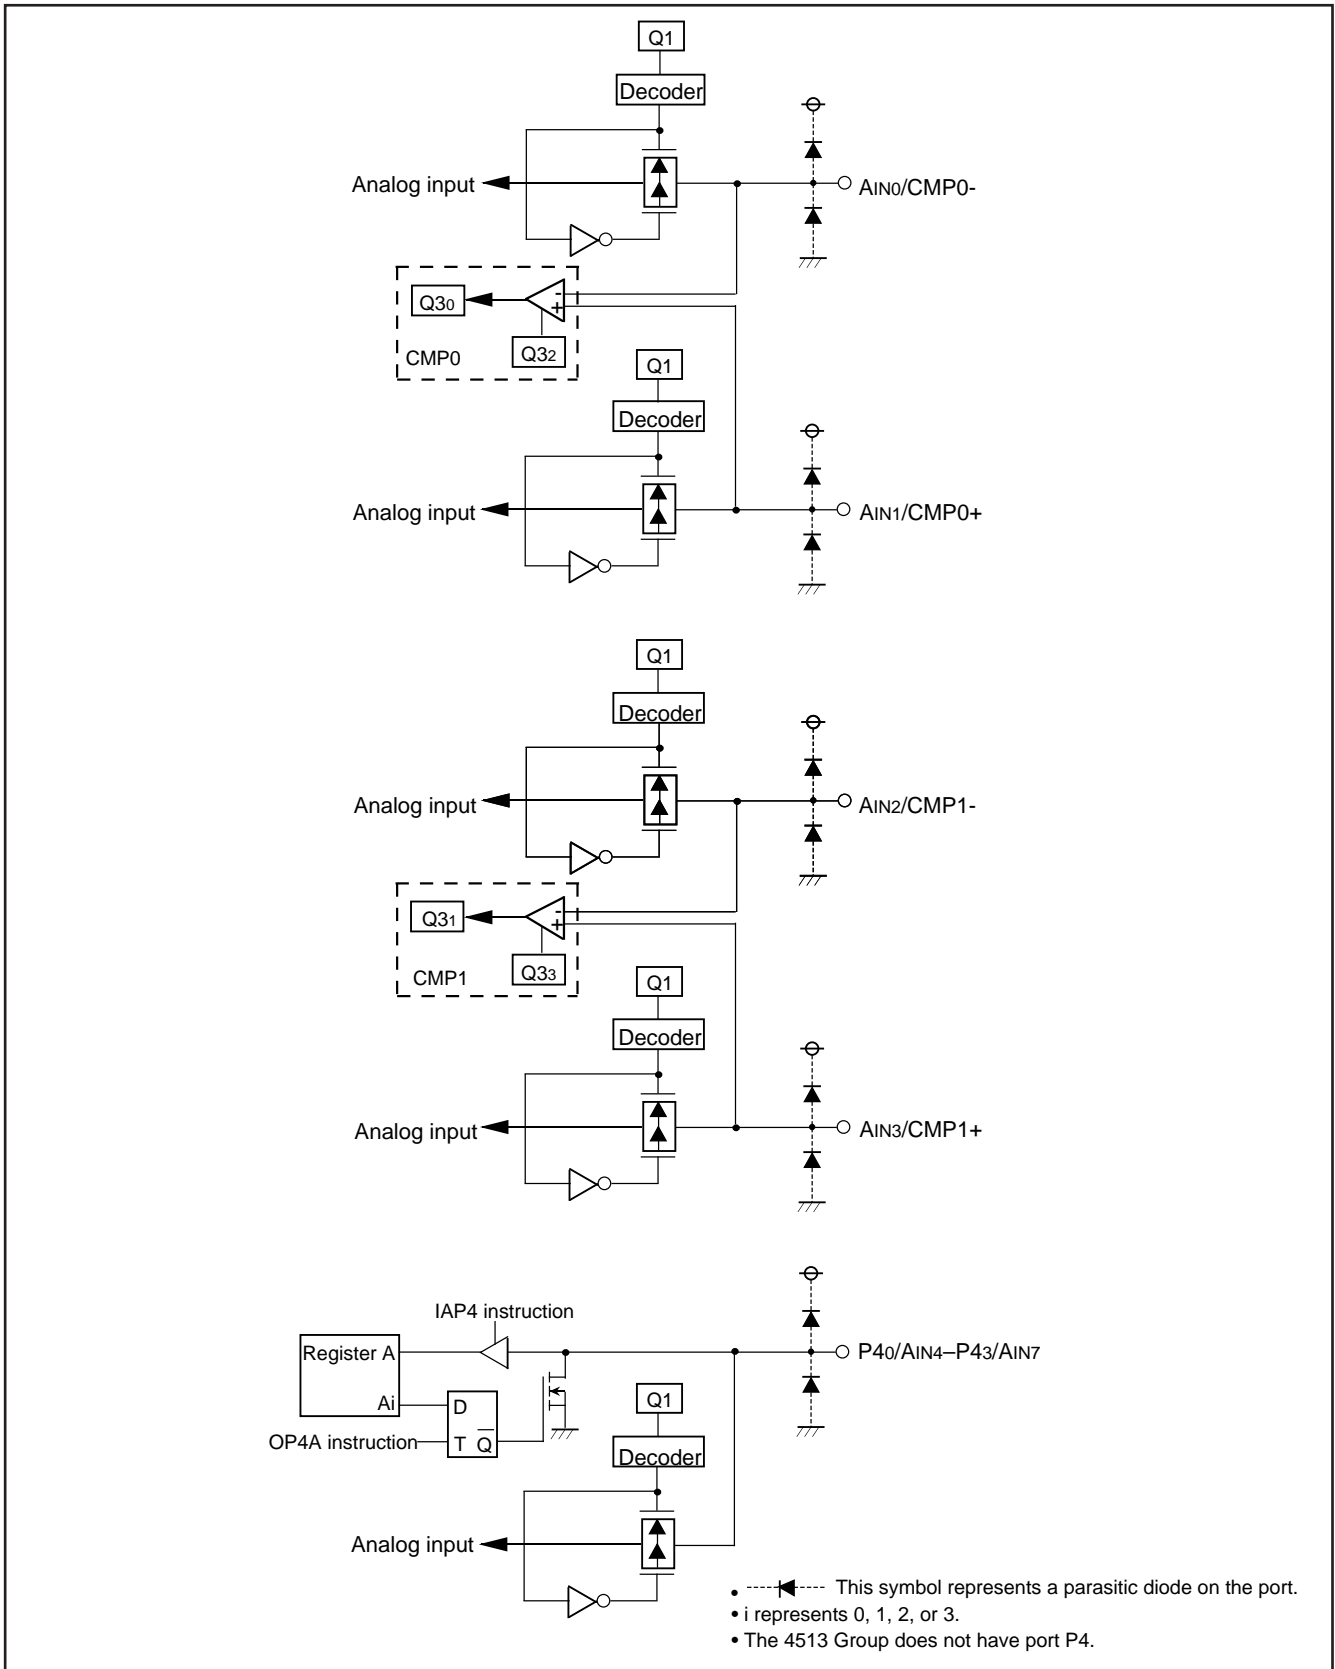 Q1
Decoder
Analog input
AIN0/CMP0-
Q30
-
+
Q32
CMP0
Q1
Decoder
Analog input
AIN1/CMP0+
Q1
Decoder
Analog input
AIN2/CMP1-
Q31
-
+
Q33
CMP1
Q1
Decoder
Analog input
AIN3/CMP1+
IAP4 instruction
Register A
P40/AIN4–P43/AIN7
Ai
D
Q1
OP4A instruction
T Q̅
Decoder
Analog input
• This symbol represents a parasitic diode on the port.
• i represents 0, 1, 2, or 3.
• The 4513 Group does not have port P4.